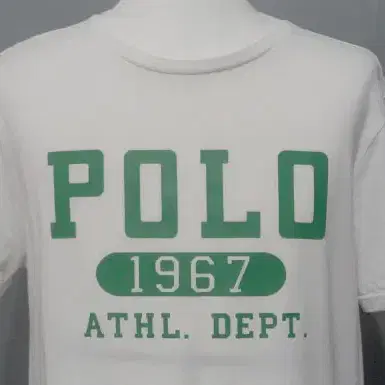 POLO
1967
ATHL. DEPT.